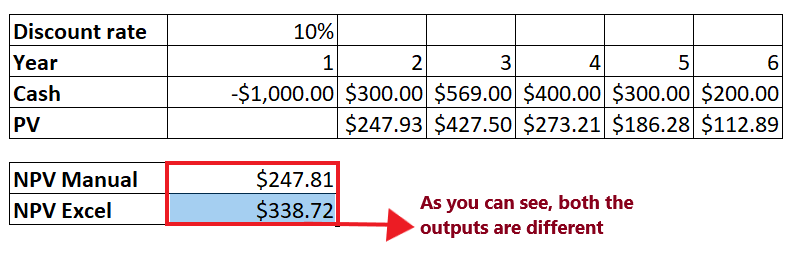 Discount rate 10%
Year 1 2 3 4 5 6
Cash -$1,000.00 $300.00 $569.00 $400.00 $300.00 $200.00
PV $247.93 $427.50 $273.21 $186.28 $112.89
NPV Manual $247.81
NPV Excel $338.72
As you can see, both the
outputs are different